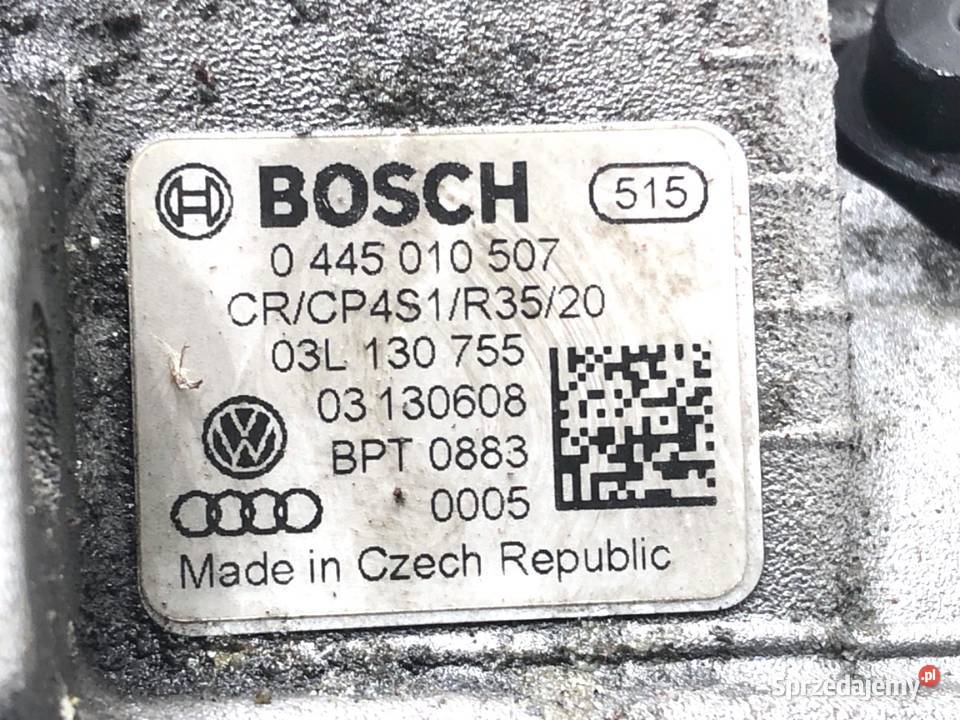 BOSCH 515
0 445 010 507
CR/CP4S1/R35/20
03L 130 755
03 130608
BPT 0883
0005
Made in Czech Republic
Sprzedajemy.pl